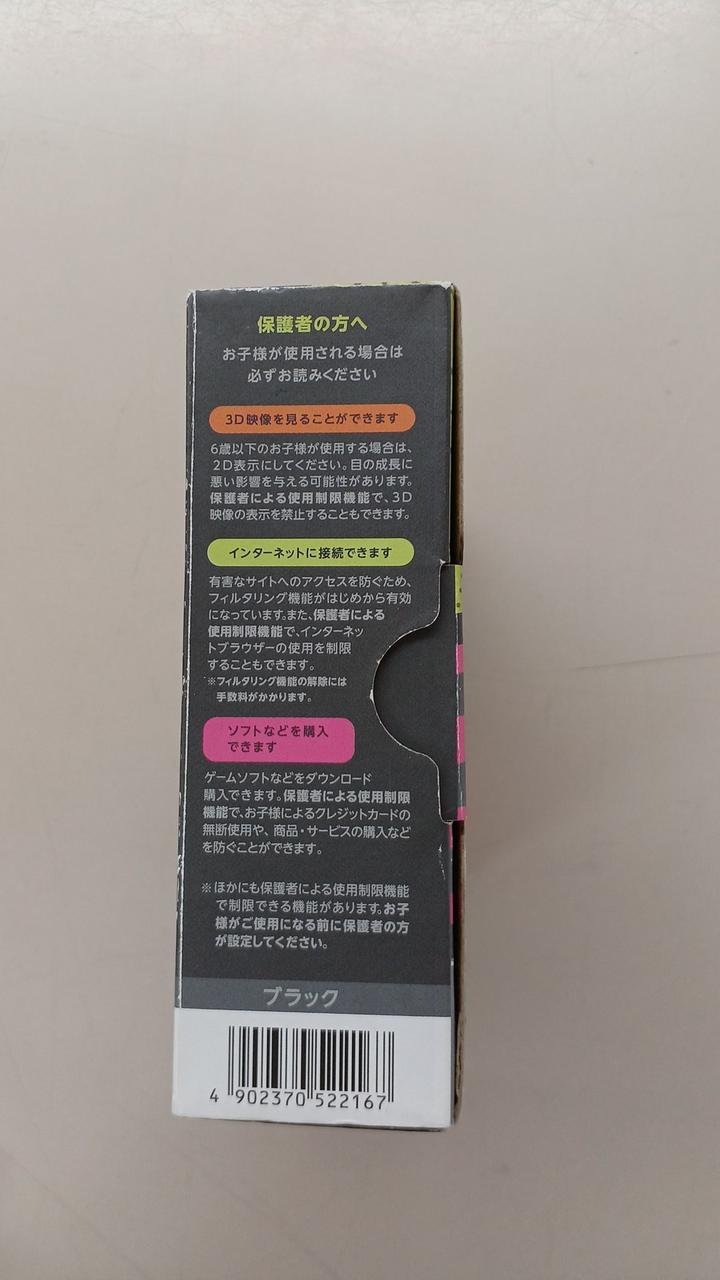 保護者の方へ
お子様が使用される場合は
必ずお読みください
3D映像を見ることができます
6歳以下のお子様が使用する場合は、
2D表示にしてください。目の成長に
悪い影響を与える可能性があります。
保護者による使用制限機能で、3D
映像の表示を禁止することもできます。
インターネットに接続できます
有害なサイトへのアクセスを防ぐため、
フィルタリング機能がはじめから有効
になっています。また、保護者による
使用制限機能で、インターネッ
トブラウザーの使用を制限
することもできます。
※フィルタリング機能の解除には
手数料がかかります。
ソフトなどを購入
できます
ゲームソフトなどをダウンロード
購入できます。保護者による使用制限
機能で、お子様によるクレジットカードの
無断使用や、商品・サービスの購入など
を防ぐことができます。
※ほかにも保護者による使用制限機能
で制限できる機能があります。お子
様がご使用になる前に保護者の方
が設定してください。
ブラック
4 902370 522167